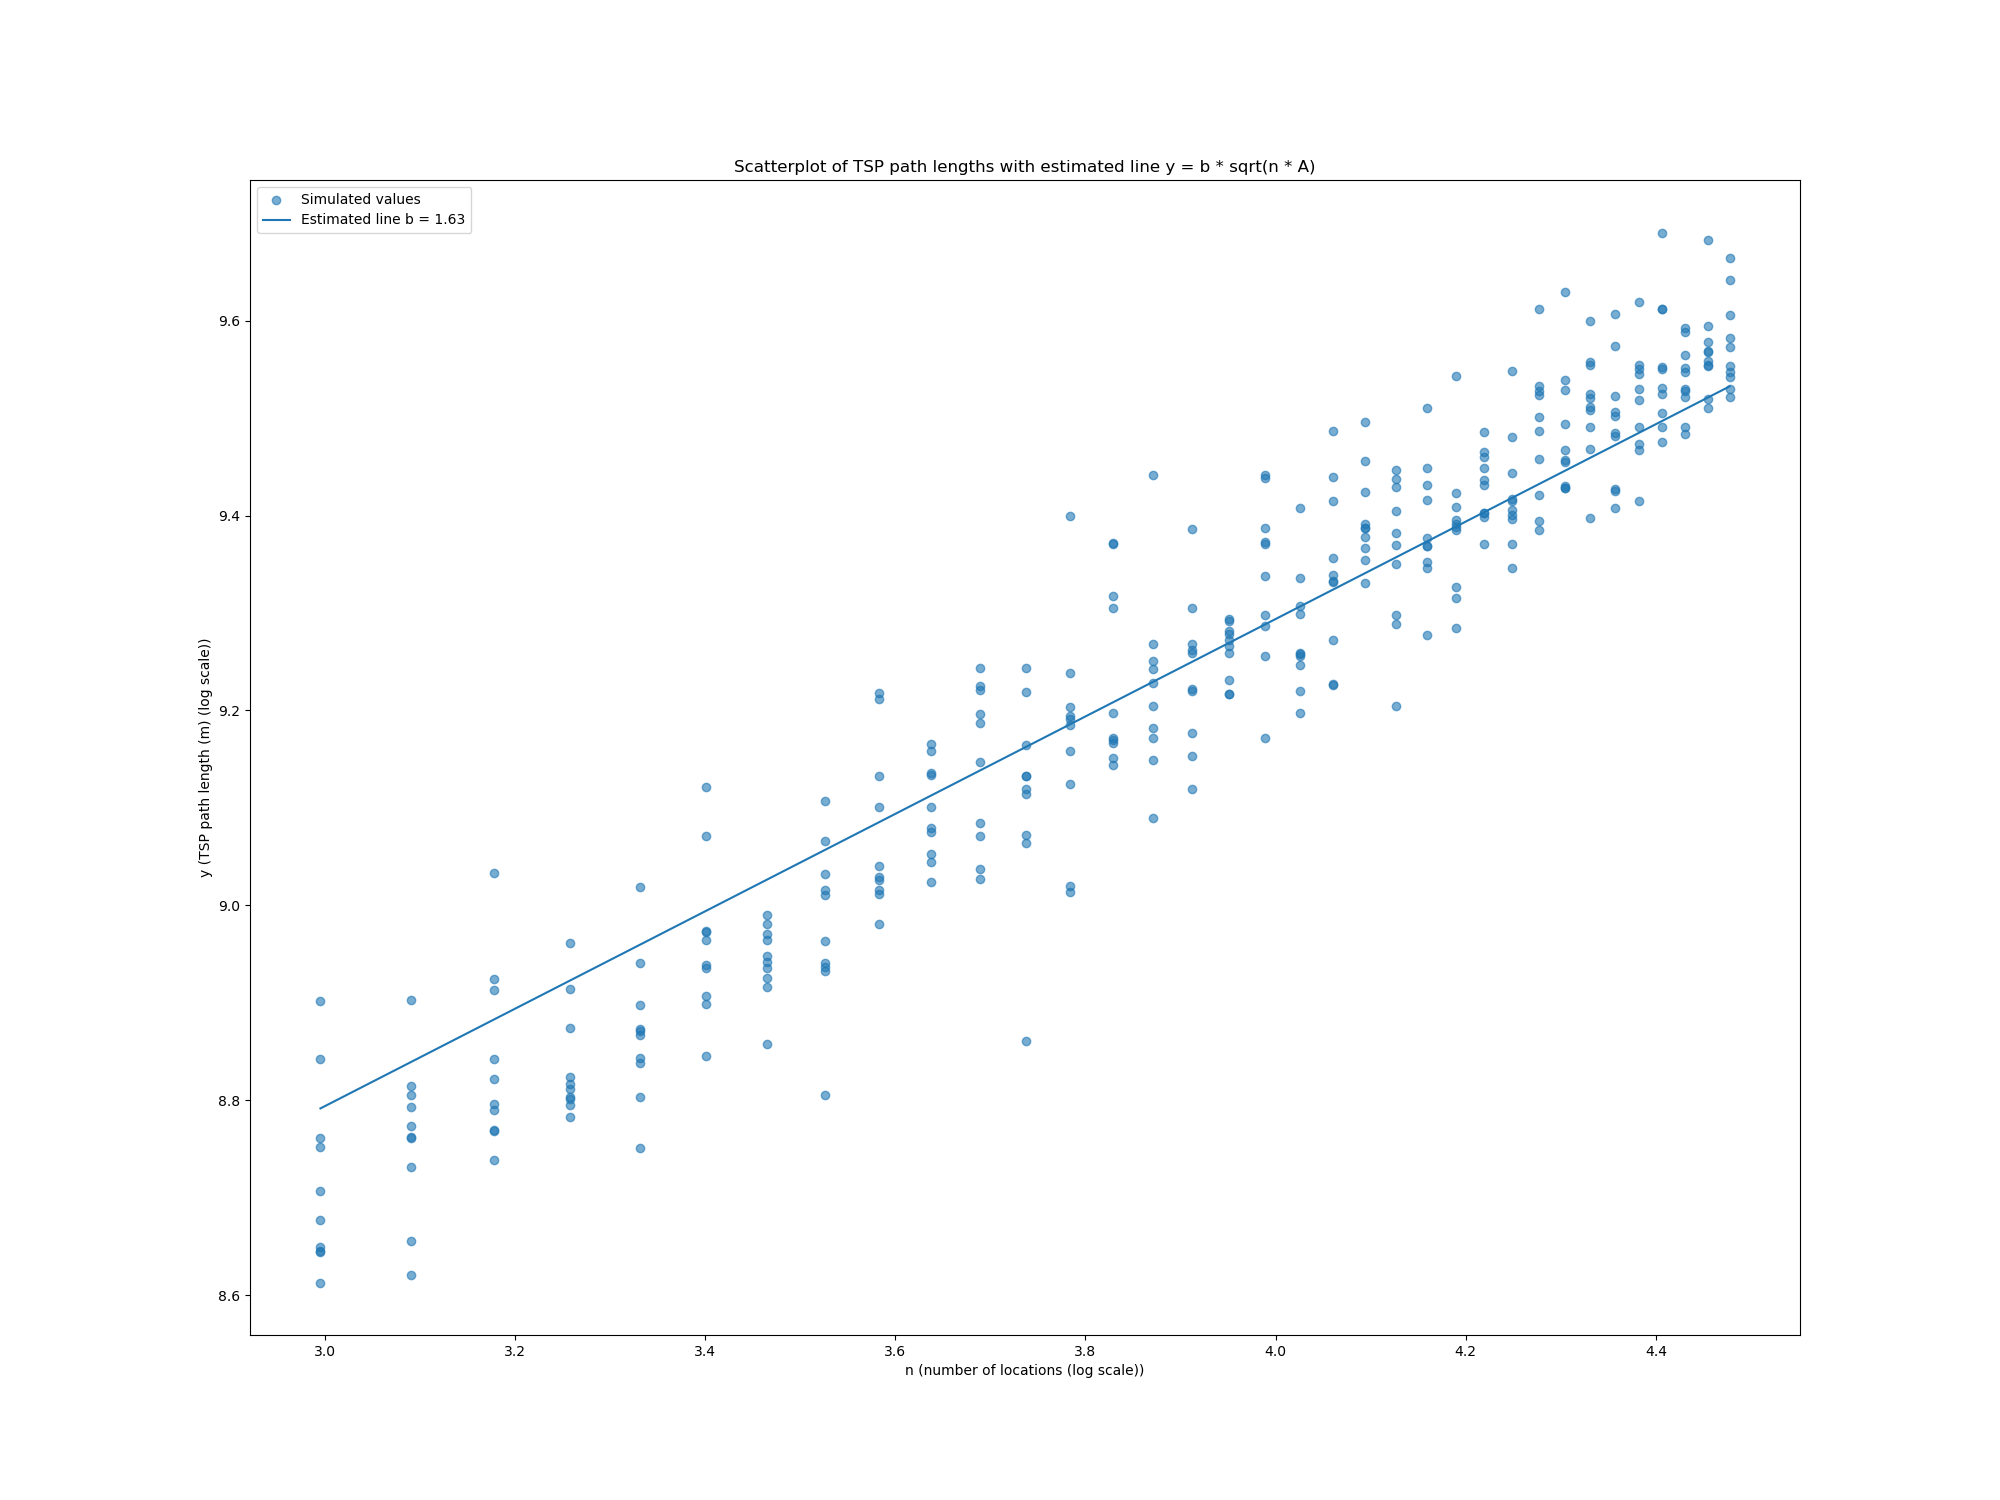 Scatterplot of TSP path lengths with estimated line y = b * sqrt(n * A)
Simulated values
Estimated line b = 1.63
y (TSP path length (m) (log scale))
9.6
9.4
9.2
9.0
8.8
8.6
3.0 3.2 3.4 3.6 3.8 4.0 4.2 4.4
n (number of locations (log scale))